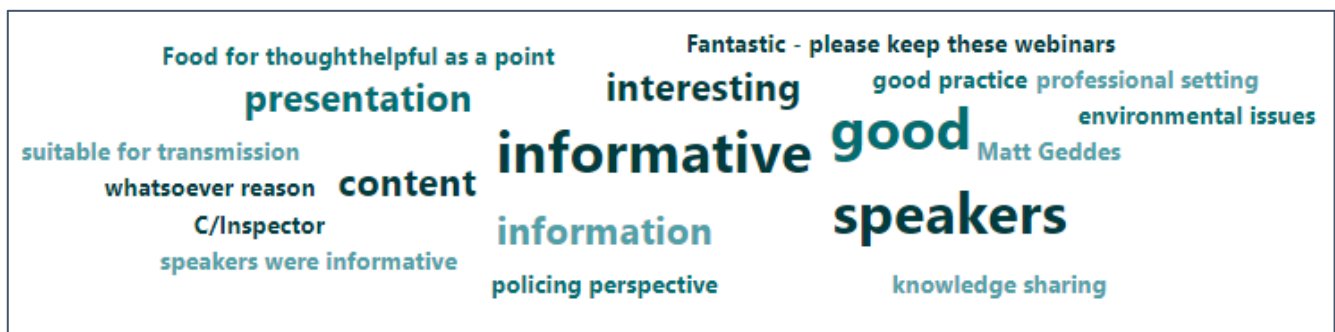 Fantastic - please keep these webinars
Food for thoughthelpful as a point
interesting
good practice
professional setting
presentation
environmental issues
good
informative
suitable for transmission
Matt Geddes
whatsoever reason
content
speakers
C/Inspector
information
speakers were informative
policing perspective
knowledge sharing